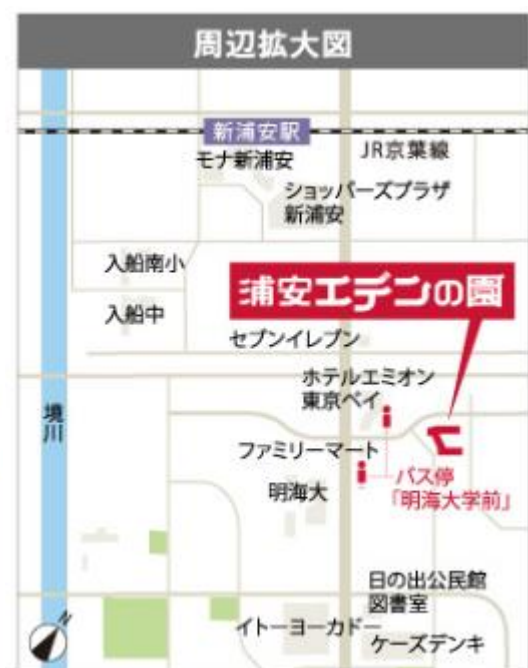 周辺拡大図
新浦安駅
JR京葉線
モナ新浦安
ショッパーズプラザ
新浦安
入船南小
浦安エデンの園
入船中
セブンイレブン
ホテルエミオン
東京ベイ
境川
ファミリーマート
バス停
「明海大学前」
明海大
日の出公民館
図書室
イトーヨーカドー
ケーズデンキ
N